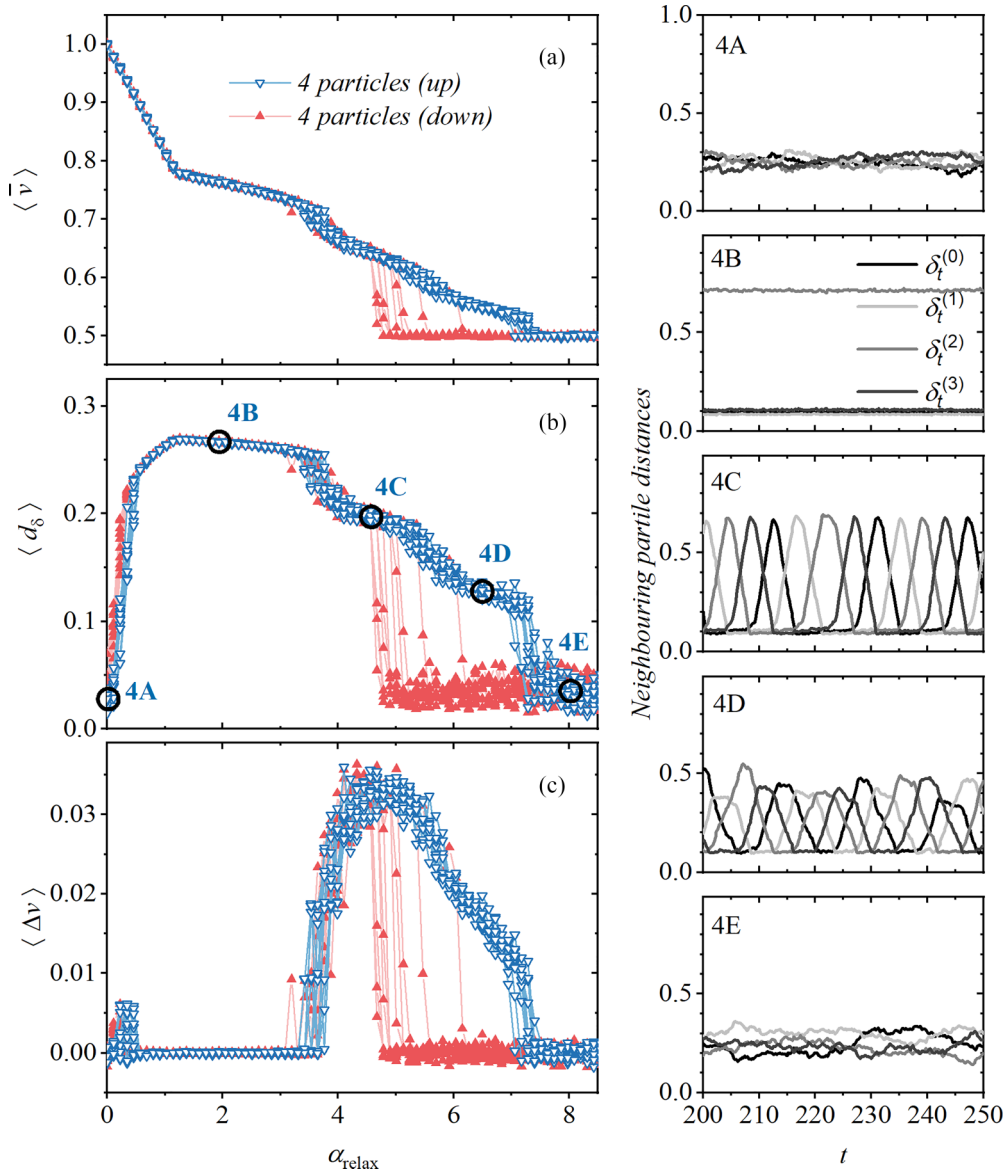 1.0
0.9
0.8
0.7
0.6
0.5
⟨ v̄ ⟩
(a)
4 particles (up)
4 particles (down)
0.3
0.2
0.1
0.0
⟨ d_δ ⟩
(b)
4A
4B
4C
4D
4E
0.03
0.02
0.01
0.00
⟨ Δv ⟩
(c)
0
2
4
6
8
α_relax
Neighbouring partile distances
4A
1.0
0.5
0.0
4B
0.5
0.0
δ_t^(0)
δ_t^(1)
δ_t^(2)
δ_t^(3)
4C
0.5
0.0
4D
0.5
0.0
4E
0.5
0.0
200
210
220
230
240
250
t